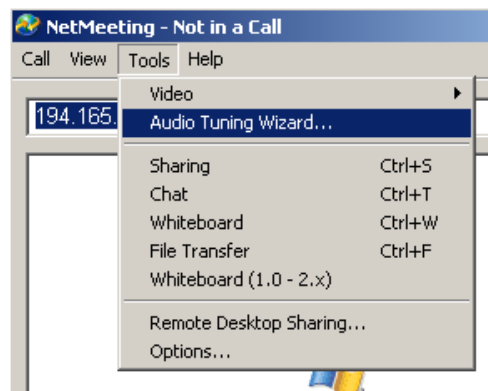 NetMeeting - Not in a Call
Call View Tools Help
194.165.
Video
Audio Tuning Wizard...
Sharing Ctrl+S
Chat Ctrl+T
Whiteboard Ctrl+W
File Transfer Ctrl+F
Whiteboard (1.0 - 2.x)
Remote Desktop Sharing...
Options...